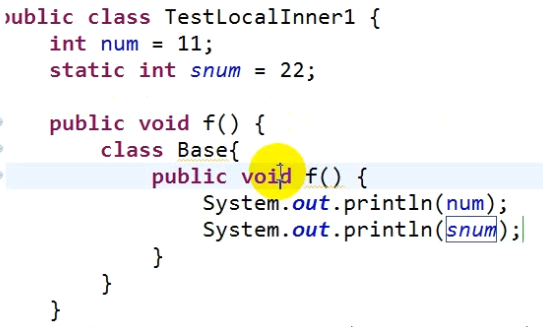 public class TestLocalInner1 {
int num = 11;
static int snum = 22;
public void f() {
class Base{
public void f() {
System.out.println(num);
System.out.println(snum);
}
}
}